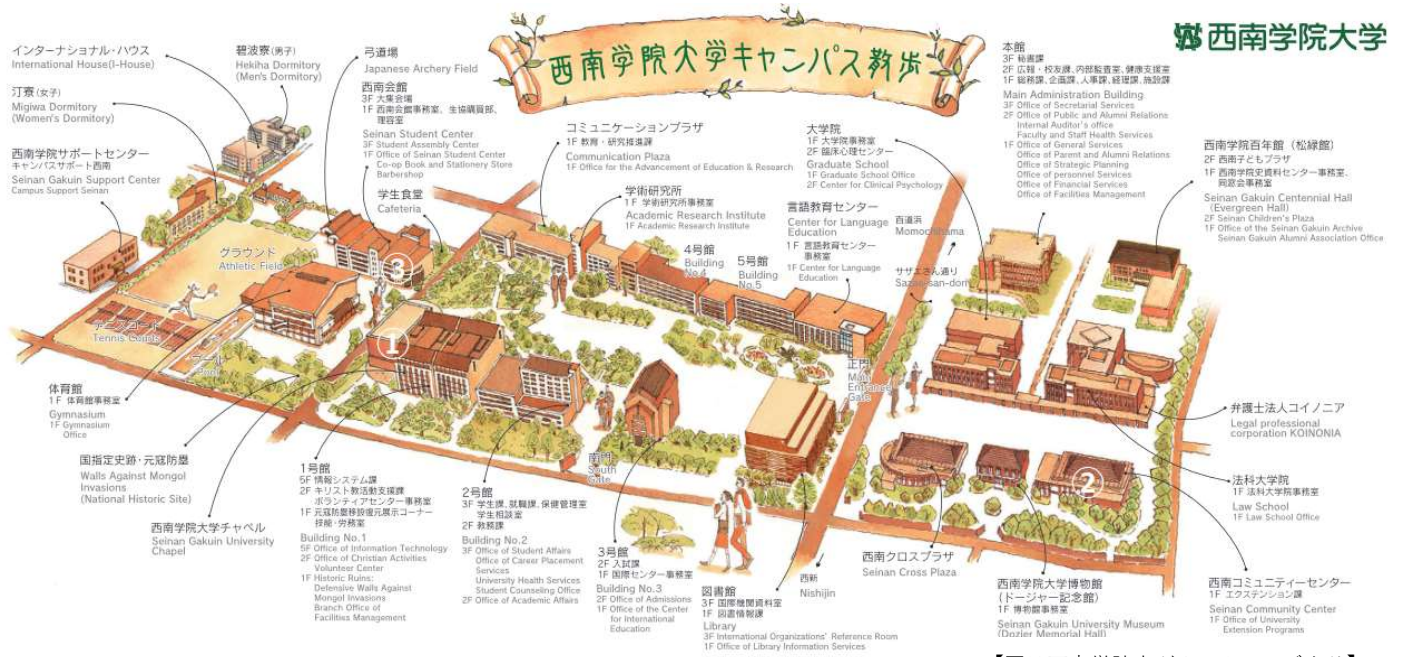 西南学院大学キャンパス散歩
西南学院大学
インターナショナル・ハウス
International House(I-House)
碧波寮(男子)
Hekiha Dormitory
(Men's Dormitory)
弓道場
Japanese Archery Field
汀寮(女子)
Migiwa Dormitory
(Women's Dormitory)
西南会館
3F 大集会場
1F 西南会館事務室、生協購買部、
理容室
Seinan Student Center
3F Student Assembly Center
1F Office of Seinan Student Center
Co-op Book and Stationery Store
Barbershop
西南学院サポートセンター
キャンパスサポート西南
Seinan Gakuin Support Center
Campus Support Seinan
学生食堂
Cafeteria
コミュニケーションプラザ
1F 教育・研究推進課
Communication Plaza
1F Office for the Advancement of Education & Research
学術研究所
1F 学術研究所事務室
Academic Research Institute
1F Academic Research Institute
4号館
Building
No.4
5号館
Building
No.5
大学院
1F 大学院事務室
2F 臨床心理センター
Graduate School
1F Graduate School Office
2F Center for Clinical Psychology
言語教育センター
Center for Language
Education
1F 言語教育センター
事務室
1F Center for Language
Education
百道浜
Momochihama
サザエさん通り
Sazae-san-dori
本館
3F 秘書課
2F 広報・校友課、内部監査室、健康支援室
1F 総務課、企画課、人事課、経理課、施設課
Main Administration Building
3F Office of Secretarial Services
2F Office of Public and Alumni Relations
Internal Auditor's office
Faculty and Staff Health Services
1F Office of General Services
Office of Parent and Alumni Relations
Office of Strategic Planning
Office of personnel Services
Office of Financial Services
Office of Facilities Management
西南学院百年館（松緑館）
2F 西南子どもプラザ
1F 西南学院史資料センター事務室、
同窓会事務室
Seinan Gakuin Centennial Hall
(Evergreen Hall)
2F Seinan Children's Plaza
1F Office of the Seinan Gakuin Archive
Seinan Gakuin Alumni Association Office
グラウンド
Athletic Field
テニスコート
Tennis Courts
プール
Pool
③
①
②
正門
Main
Entrance
Gate
南門
South
Gate
体育館
1F 体育館事務室
Gymnasium
1F Gymnasium
Office
国指定史跡・元寇防塁
Walls Against Mongol
Invasions
(National Historic Site)
西南学院大学チャペル
Seinan Gakuin University
Chapel
1号館
5F 情報システム課
2F キリスト教活動支援課
ボランティアセンター事務室
1F 元寇防塁移設復元展示コーナー
技能・労務室
Building No.1
5F Office of Information Technology
2F Office of Christian Activities
Volunteer Center
1F Historic Ruins:
Defensive Walls Against
Mongol Invasions
Branch Office of
Facilities Management
2号館
3F 学生課、就職課、保健管理室
学生相談室
2F 教務課
Building No.2
3F Office of Student Affairs
Office of Career Placement
Services
University Health Services
Student Counseling Office
2F Office of Academic Affairs
3号館
2F 入試課
1F 国際センター事務室
Building No.3
2F Office of Admissions
1F Office of the Center
for International
Education
図書館
3F 国際機関資料室
1F 図書情報課
Library
3F International Organizations' Reference Room
1F Office of Library Information Services
西新
Nishijin
西南クロスプラザ
Seinan Cross Plaza
西南学院大学博物館
(ドージャー記念館)
1F 博物館事務室
Seinan Gakuin University Museum
(Dozier Memorial Hall)
弁護士法人コイノニア
Legal professional
corporation KOINONIA
法科大学院
1F 法科大学院事務室
Law School
1F Law School Office
西南コミュニティーセンター
1F エクステンション課
Seinan Community Center
1F Office of University
Extension Programs